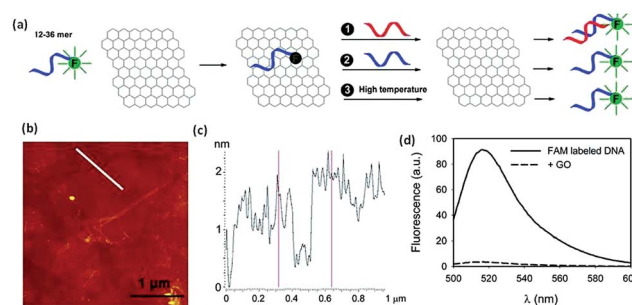 (a)
12-36 mer
F
F
1
2
3 High temperature
F
F
F
(b)
1 µm
(c)
nm
2
1
0
0 0.2 0.4 0.6 0.8 1 µm
(d)
Fluorescence (a.u.)
100
80
60
40
20
0
FAM labeled DNA
+ GO
500 520 540 560 580 600
λ (nm)